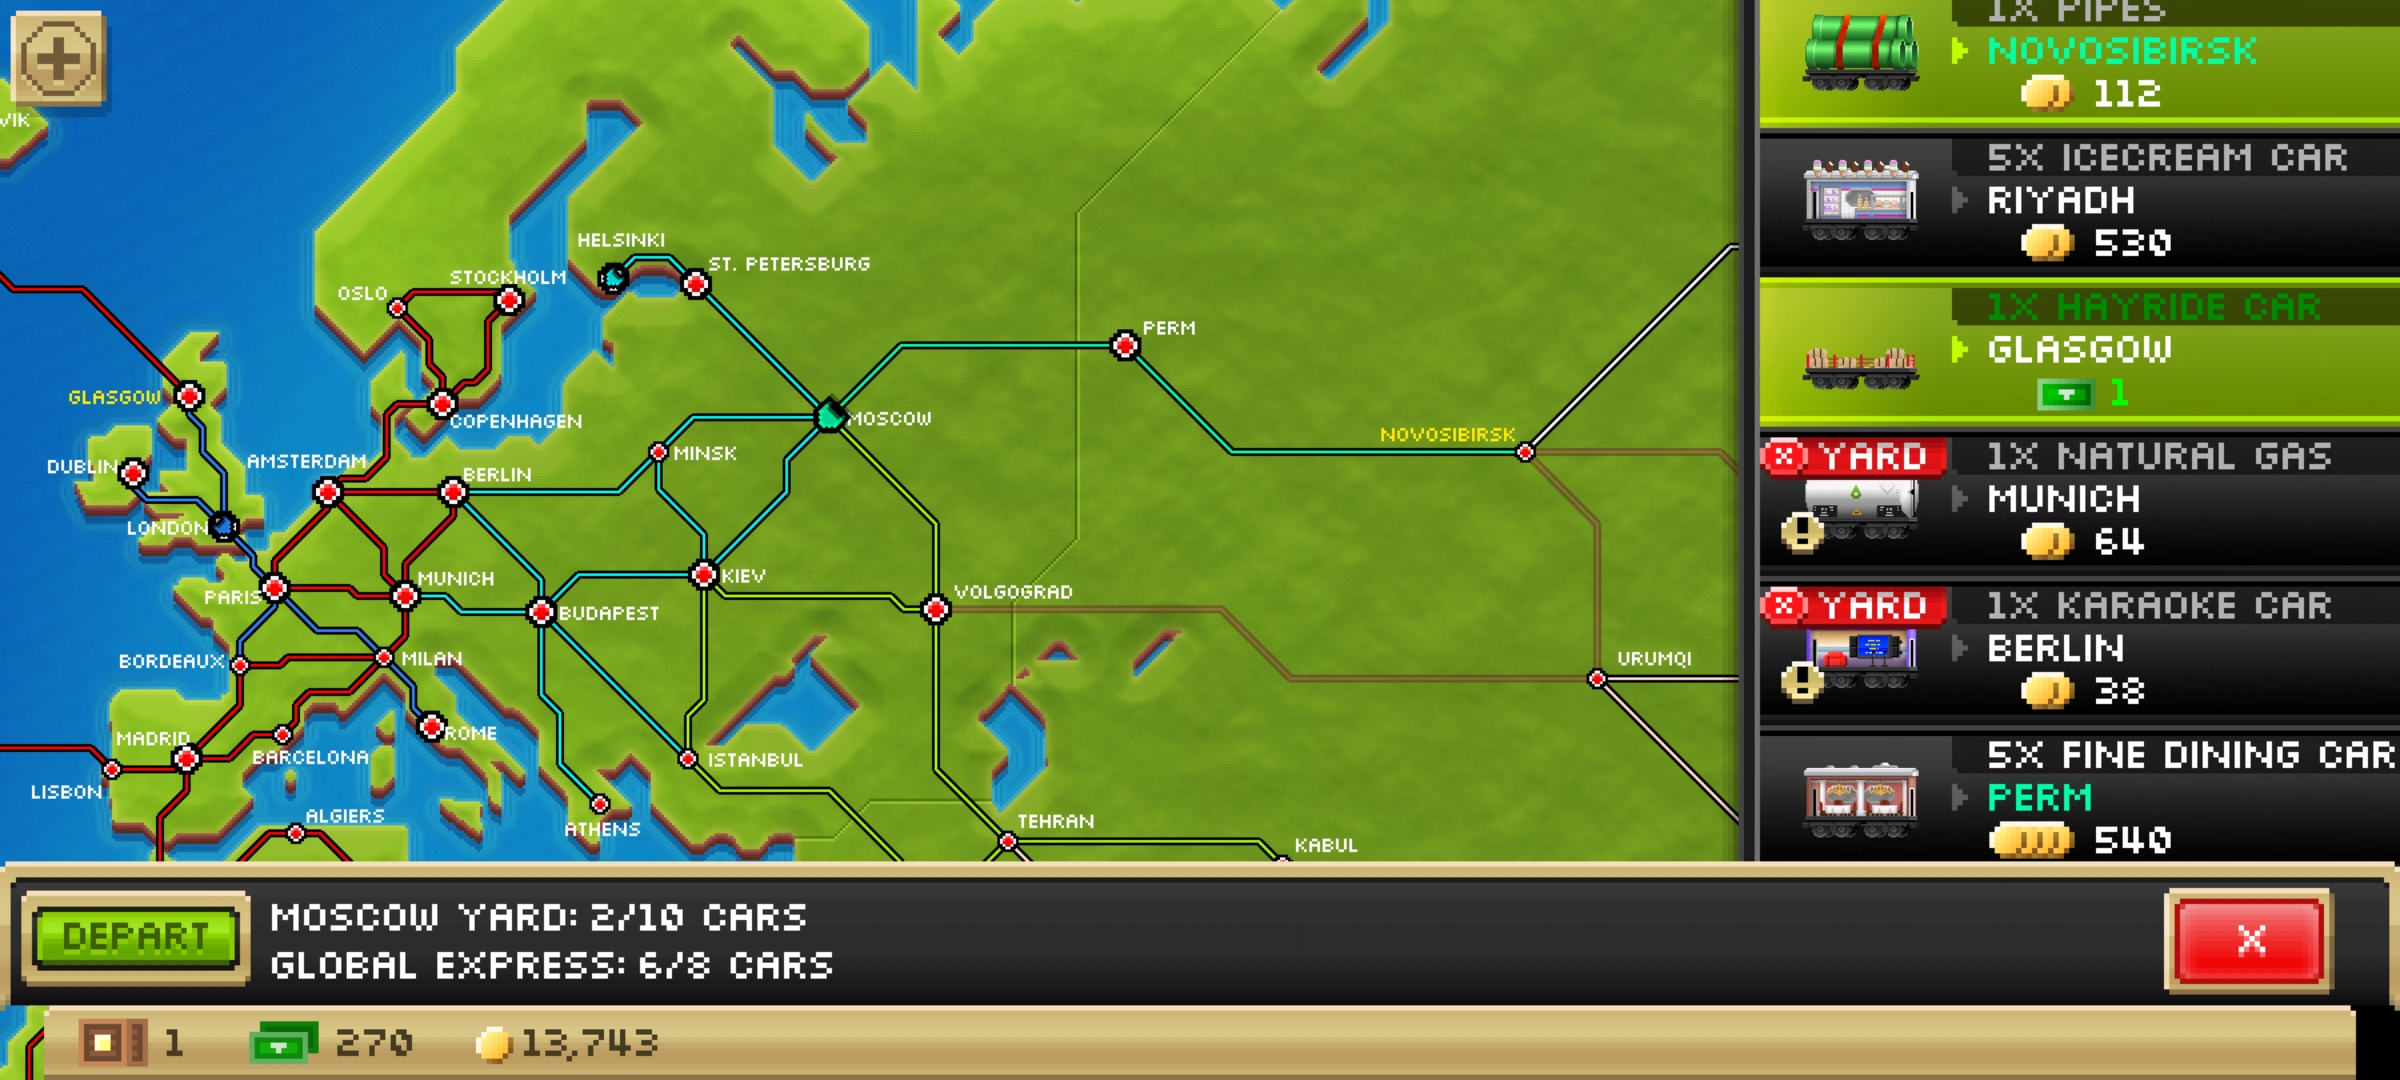 1X PIPES
NOVOSIBIRSK
112
5X ICECREAM CAR
RIYADH
530
1X HAYRIDE CAR
GLASGOW
1
YARD
1X NATURAL GAS
MUNICH
64
YARD
1X KARAOKE CAR
BERLIN
38
5X FINE DINING CAR
PERM
540
VIK
HELSINKI
ST. PETERSBURG
STOCKHOLM
OSLO
PERM
GLASGOW
COPENHAGEN
MOSCOW
NOVOSIBIRSK
MINSK
DUBLIN
AMSTERDAM
BERLIN
LONDON
MUNICH
KIEV
PARIS
BUDAPEST
VOLGOGRAD
BORDEAUX
MILAN
URUMQI
MADRID
ROME
BARCELONA
ISTANBUL
LISBON
ALGIERS
ATHENS
TEHRAN
KABUL
DEPART
MOSCOW YARD: 2/10 CARS
GLOBAL EXPRESS: 6/8 CARS
X
1
270
13,743